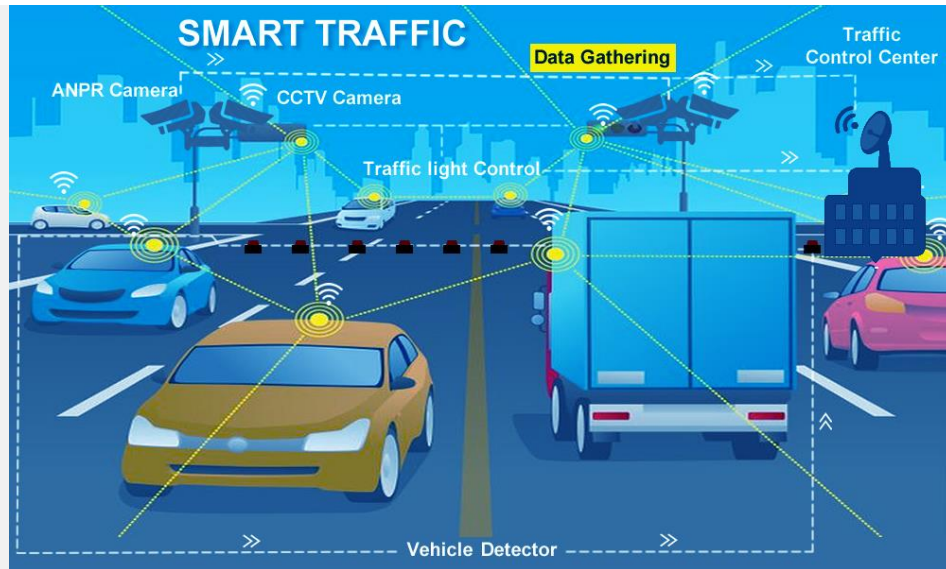 SMART TRAFFIC
Data Gathering
Traffic
Control Center
ANPR Camera
CCTV Camera
Traffic light Control
Vehicle Detector